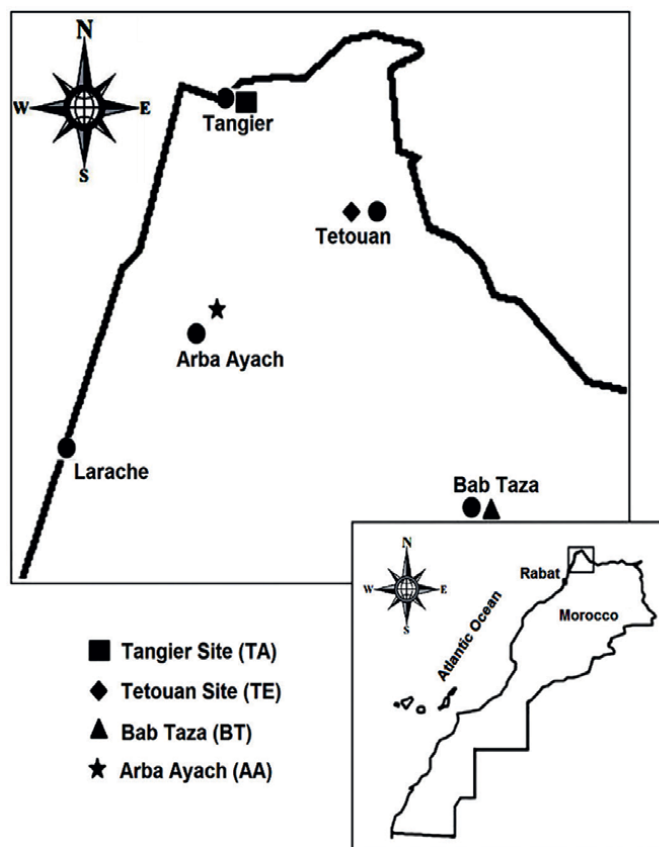 N
W E
S
Tangier
Tetouan
Arba Ayach
Larache
Bab Taza
N
W E
S
Rabat
Morocco
Atlantic Ocean
Tangier Site (TA)
Tetouan Site (TE)
Bab Taza (BT)
Arba Ayach (AA)